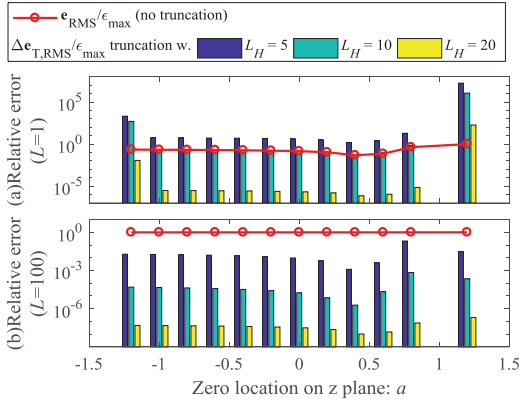 e_RMS/ϵ_max (no truncation)
Δe_T,RMS/ϵ_max truncation w. L_H = 5 L_H = 10 L_H = 20
(a)Relative error
(L=1)
10^5
10^0
10^-5
(b)Relative error
(L=100)
10^0
10^-3
10^-6
-1.5 -1 -0.5 0 0.5 1 1.5
Zero location on z plane: a